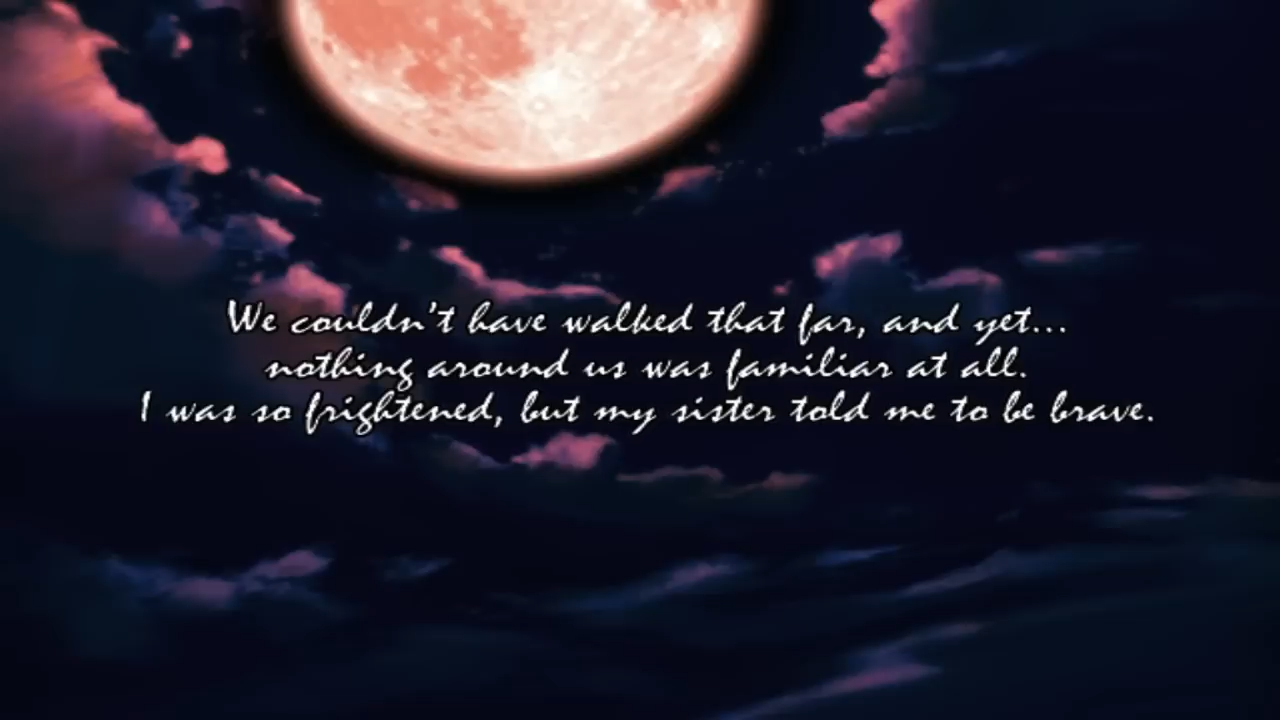 We couldn't have walked that far, and yet...
nothing around us was familiar at all.
I was so frightened, but my sister told me to be brave.